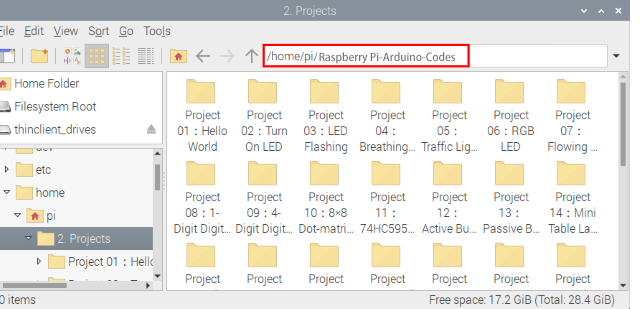 2. Projects
File Edit View Sort Go Tools
/home/pi/Raspberry Pi-Arduino-Codes
Home Folder
Filesystem Root
thinclient_drives
dev
etc
home
pi
2. Projects
Project 01 : Hello
Project
Project 01 : Hello World
Project 02 : Turn On LED
Project 03 : LED Flashing
Project 04 : Breathing...
Project 05 : Traffic Lig...
Project 06 : RGB LED
Project 07 : Flowing ...
Project 08 : 1-Digit Digit...
Project 09 : 4-Digit Digit...
Project 10 : 8×8 Dot-matri...
Project 11 : 74HC595...
Project 12 : Active Bu...
Project 13 : Passive B...
Project 14 : Mini Table La...
Project Project Project Project Project Project Project
0 items
Free space: 17.2 GiB (Total: 28.4 GiB)